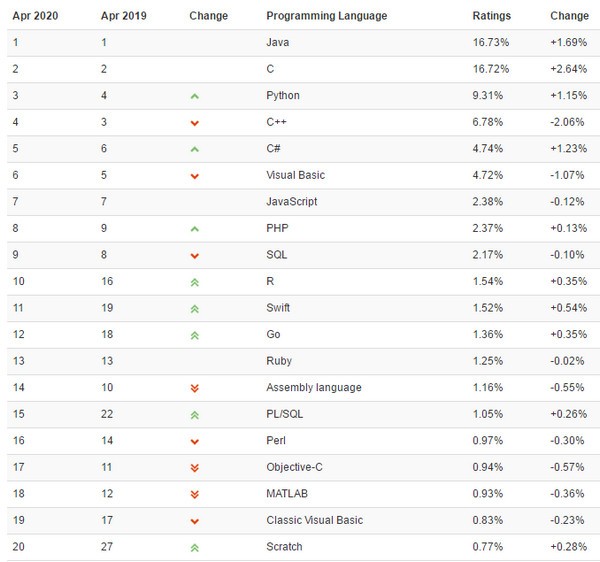 Apr 2020 Apr 2019 Change Programming Language Ratings Change
1 1 Java 16.73% +1.69%
2 2 C 16.72% +2.64%
3 4 Python 9.31% +1.15%
4 3 C++ 6.78% -2.06%
5 6 C# 4.74% +1.23%
6 5 Visual Basic 4.72% -1.07%
7 7 JavaScript 2.38% -0.12%
8 9 PHP 2.37% +0.13%
9 8 SQL 2.17% -0.10%
10 16 R 1.54% +0.35%
11 19 Swift 1.52% +0.54%
12 18 Go 1.36% +0.35%
13 13 Ruby 1.25% -0.02%
14 10 Assembly language 1.16% -0.55%
15 22 PL/SQL 1.05% +0.26%
16 14 Perl 0.97% -0.30%
17 11 Objective-C 0.94% -0.57%
18 12 MATLAB 0.93% -0.36%
19 17 Classic Visual Basic 0.83% -0.23%
20 27 Scratch 0.77% +0.28%